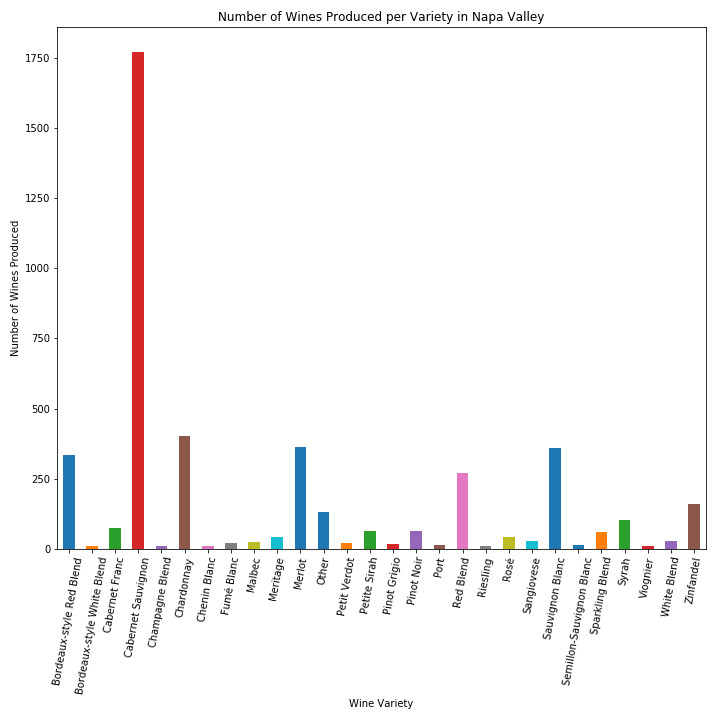 Number of Wines Produced per Variety in Napa Valley
Number of Wines Produced
1750
1500
1250
1000
750
500
250
0
Bordeaux-style Red Blend
Bordeaux-style White Blend
Cabernet Franc
Cabernet Sauvignon
Champagne Blend
Chardonnay
Chenin Blanc
Fumé Blanc
Malbec
Meritage
Merlot
Other
Petit Verdot
Petite Sirah
Pinot Grigio
Pinot Noir
Port
Red Blend
Riesling
Rosé
Sangiovese
Sauvignon Blanc
Semillon-Sauvignon Blanc
Sparkling Blend
Syrah
Viognier
White Blend
Zinfandel
Wine Variety